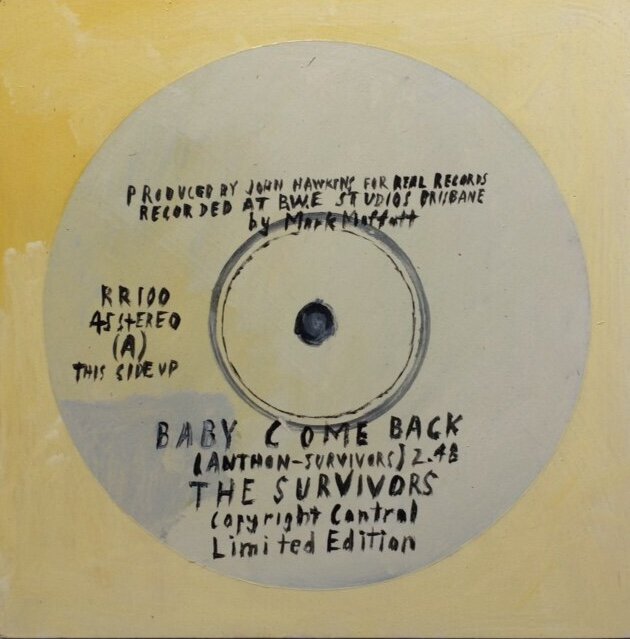 PRODUCED BY JOHN HAWKINS FOR REAL RECORDS
RECORDED AT B.W.E STUDIOS BRISBANE
by Mark Moffatt
RR100
45 STEREO
(A)
THIS SIDE UP
BABY COME BACK
(ANTHON-SURVIVORS) 2.48
THE SURVIVORS
Copyright Control
Limited Edition